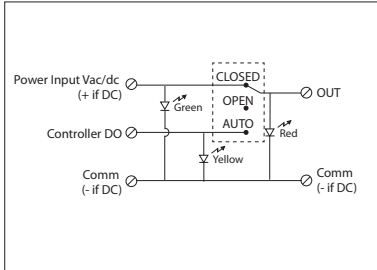 Power Input Vac/dc
(+ if DC)
CLOSED
OUT
Green
OPEN
Controller DO
AUTO
Red
Yellow
Comm
(- if DC)
Comm
(- if DC)